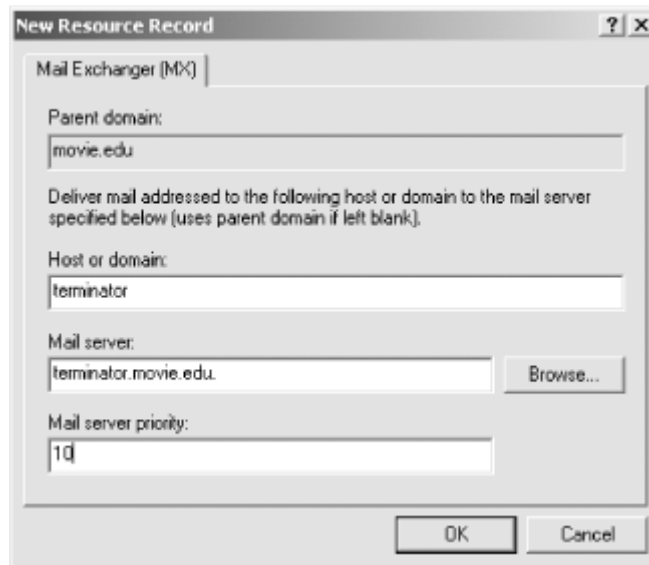 New Resource Record
Mail Exchanger (MX)
Parent domain:
movie.edu
Deliver mail addressed to the following host or domain to the mail server
specified below (uses parent domain if left blank).
Host or domain:
terminator
Mail server:
terminator.movie.edu.
Browse...
Mail server priority:
10
OK
Cancel